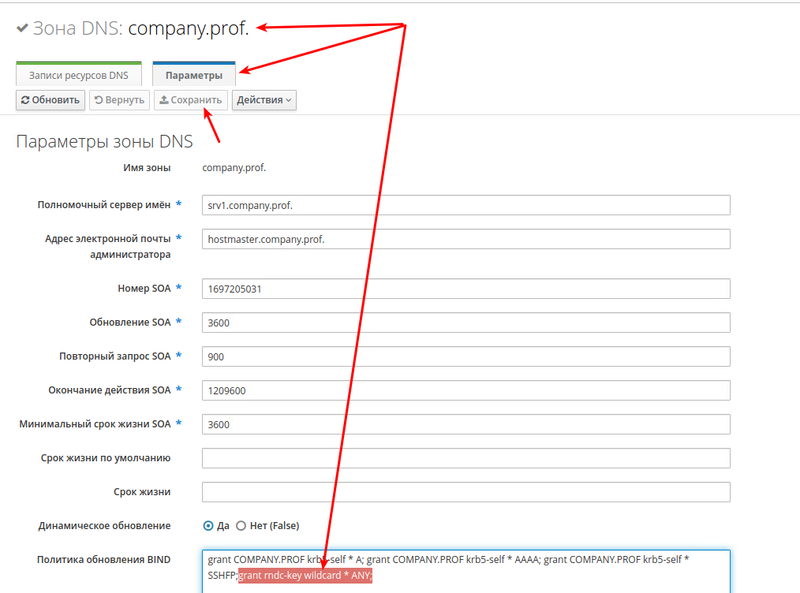 Зона DNS: company.prof.
Записи ресурсов DNS Параметры
Обновить Вернуть Сохранить Действия
Параметры зоны DNS
Имя зоны company.prof.
Полномочный сервер имён * srv1.company.prof.
Адрес электронной почты * hostmaster.company.prof.
администратора
Номер SOA * 1697205031
Обновление SOA * 3600
Повторный запрос SOA * 900
Окончание действия SOA * 1209600
Минимальный срок жизни SOA * 3600
Срок жизни по умолчанию
Срок жизни
Динамическое обновление Да Нет (False)
Политика обновления BIND grant COMPANY.PROF krb5-self * A; grant COMPANY.PROF krb5-self * AAAA; grant COMPANY.PROF krb5-self *
SSHFP;grant rndc-key wildcard * ANY;